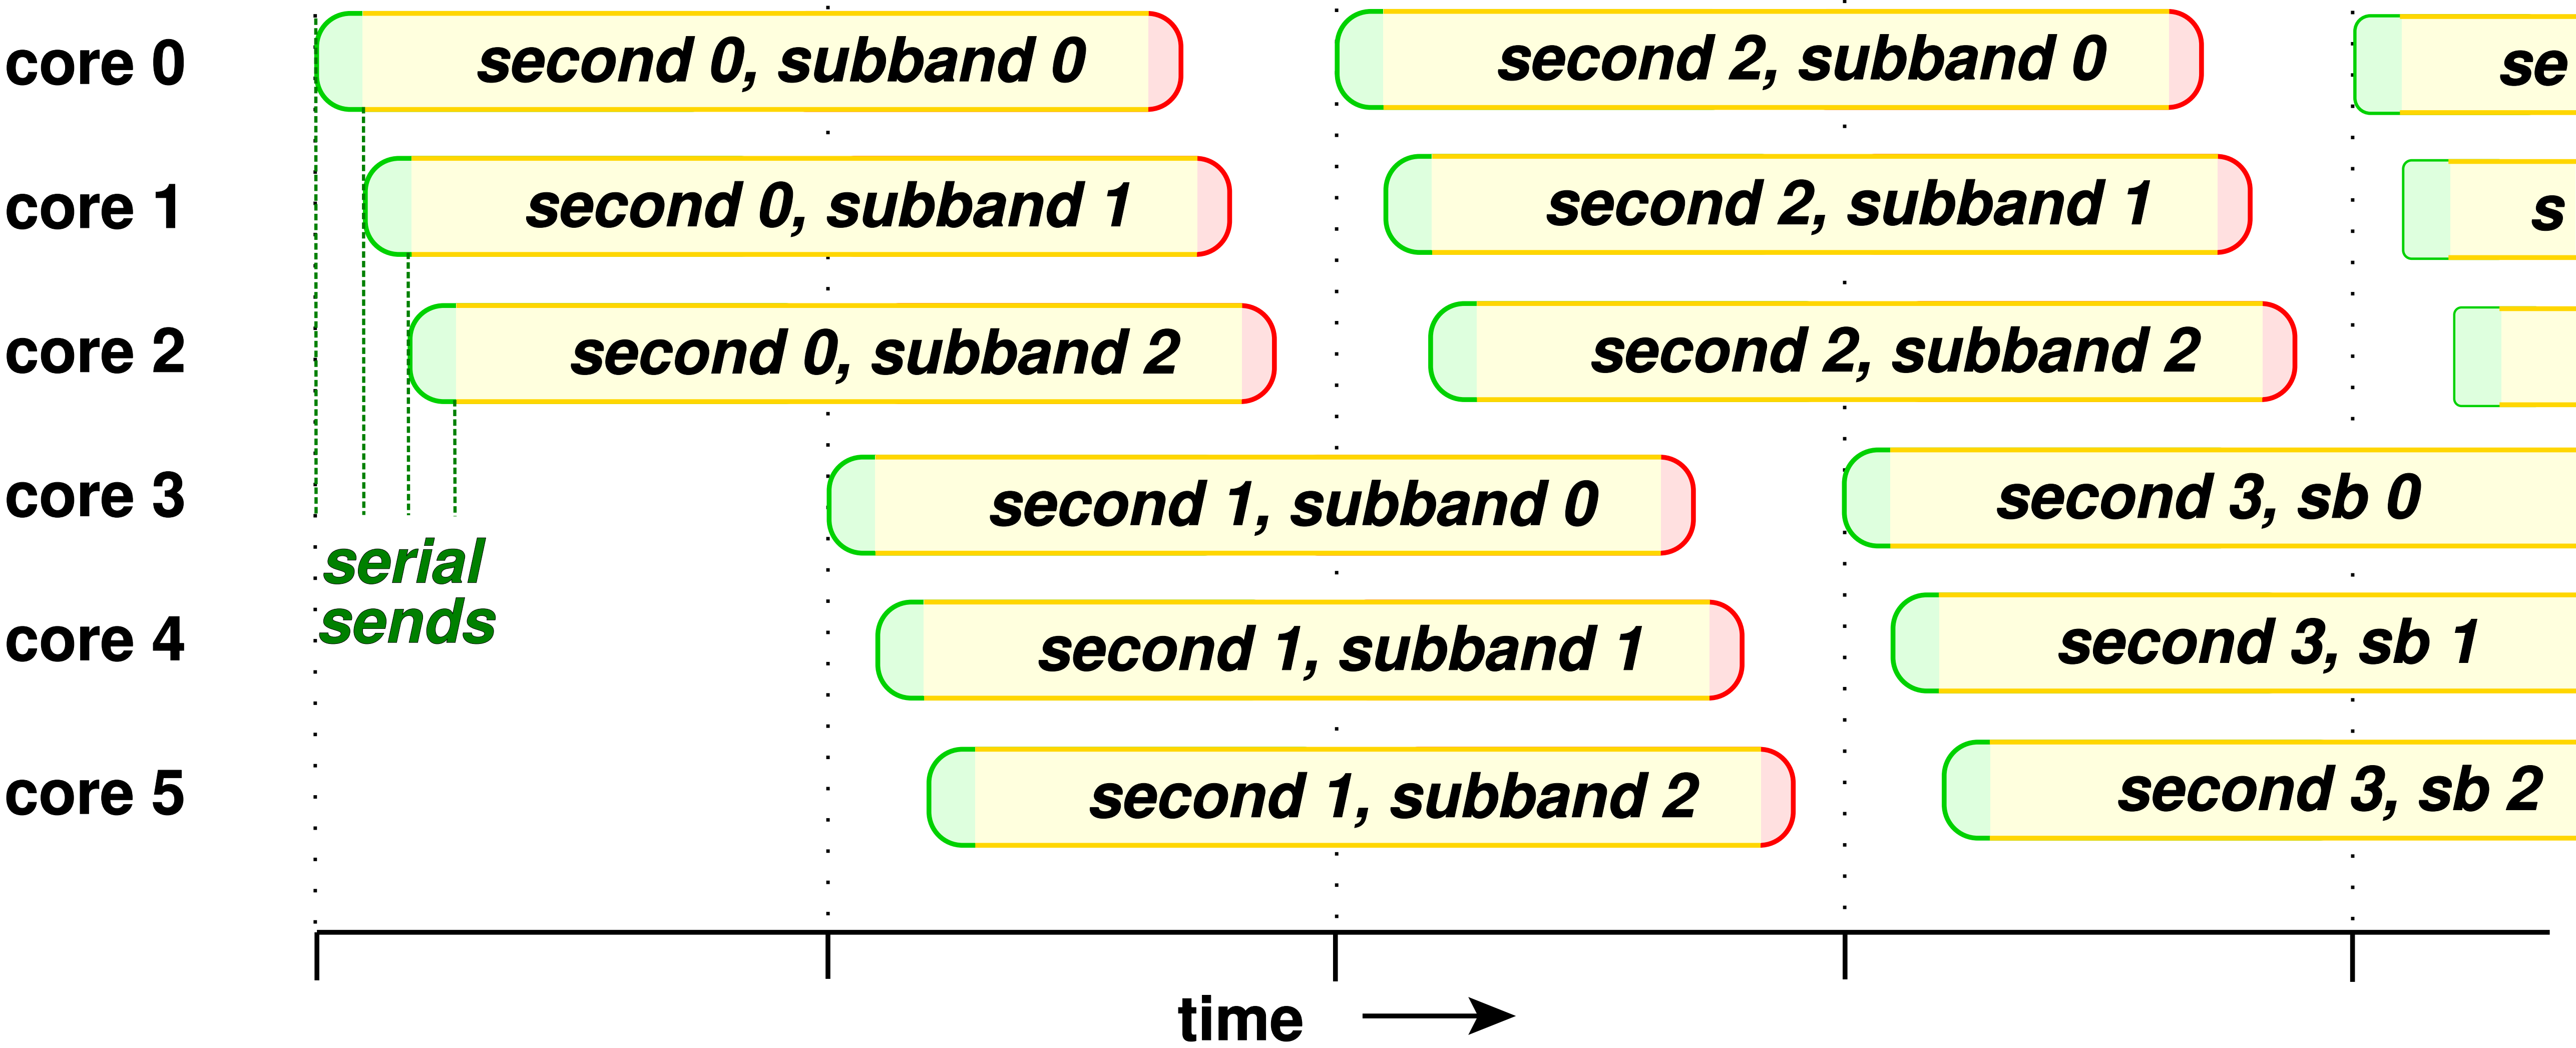 core 0
second 0, subband 0
second 2, subband 0
se
core 1
second 0, subband 1
second 2, subband 1
s
core 2
second 0, subband 2
second 2, subband 2
core 3
second 1, subband 0
second 3, sb 0
serial
sends
core 4
second 1, subband 1
second 3, sb 1
core 5
second 1, subband 2
second 3, sb 2
time